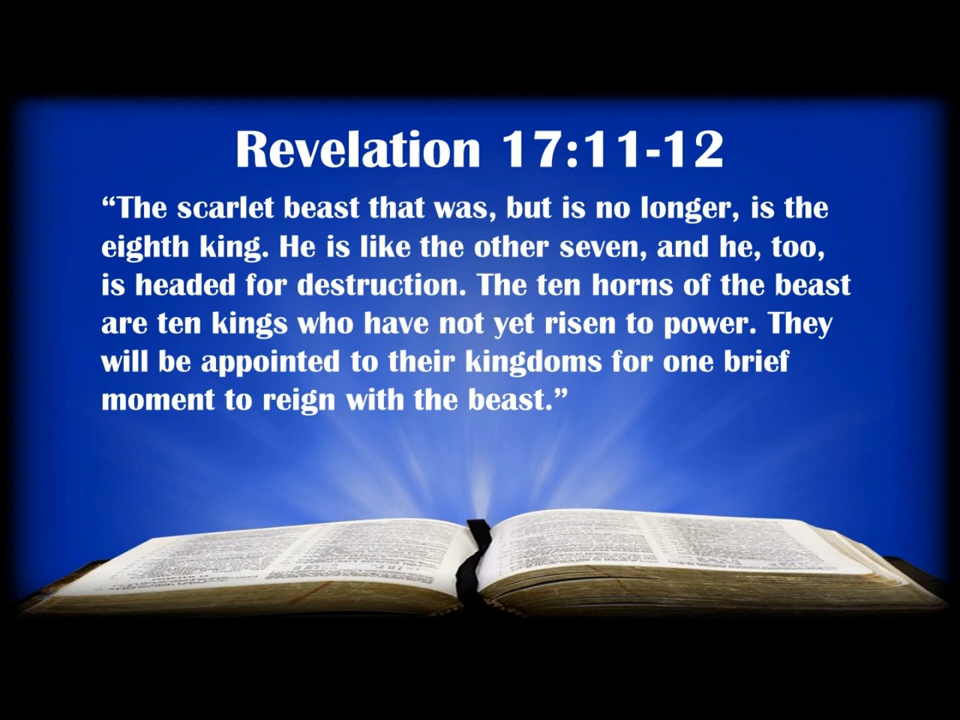 Revelation 17:11-12
“The scarlet beast that was, but is no longer, is the
eighth king. He is like the other seven, and he, too,
is headed for destruction. The ten horns of the beast
are ten kings who have not yet risen to power. They
will be appointed to their kingdoms for one brief
moment to reign with the beast.”